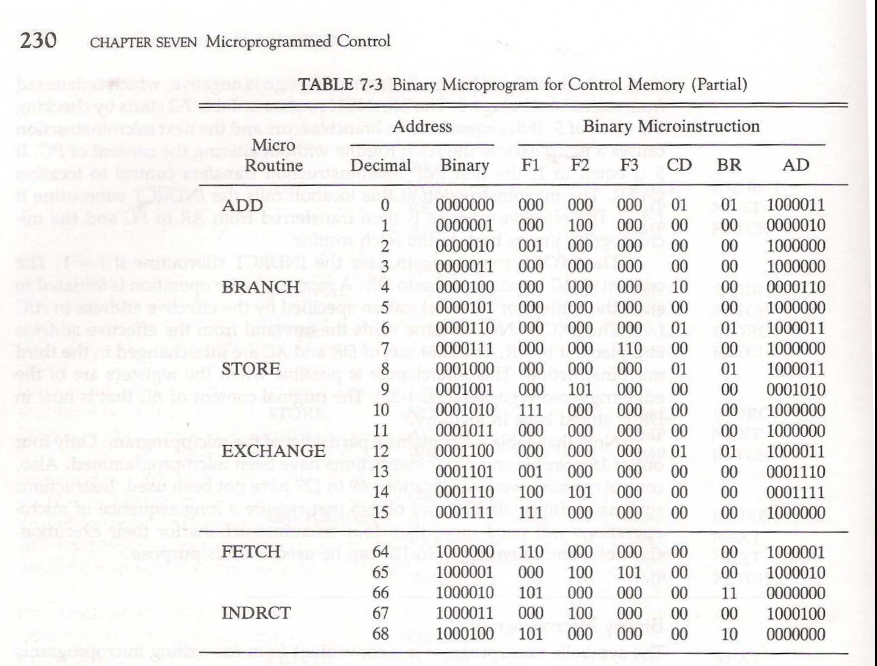 230 CHAPTER SEVEN Microprogrammed Control
TABLE 7-3 Binary Microprogram for Control Memory (Partial)
Address Binary Microinstruction
Micro
Routine Decimal Binary F1 F2 F3 CD BR AD
ADD 0 0000000 000 000 000 01 01 1000011
1 0000001 000 100 000 00 00 0000010
2 0000010 001 000 000 00 00 1000000
3 0000011 000 000 000 00 00 1000000
BRANCH 4 0000100 000 000 000 10 00 0000110
5 0000101 000 000 000 00 00 1000000
6 0000110 000 000 000 01 01 1000011
7 0000111 000 000 110 00 00 1000000
STORE 8 0001000 000 000 000 01 01 1000011
9 0001001 000 101 000 00 00 0001010
10 0001010 111 000 000 00 00 1000000
11 0001011 000 000 000 00 00 1000000
EXCHANGE 12 0001100 000 000 000 01 01 1000011
13 0001101 001 000 000 00 00 0001110
14 0001110 100 101 000 00 00 0001111
15 0001111 111 000 000 00 00 1000000
FETCH 64 1000000 110 000 000 00 00 1000001
65 1000001 000 100 101 00 00 1000010
66 1000010 101 000 000 00 11 0000000
INDRCT 67 1000011 000 100 000 00 00 1000100
68 1000100 101 000 000 00 10 0000000